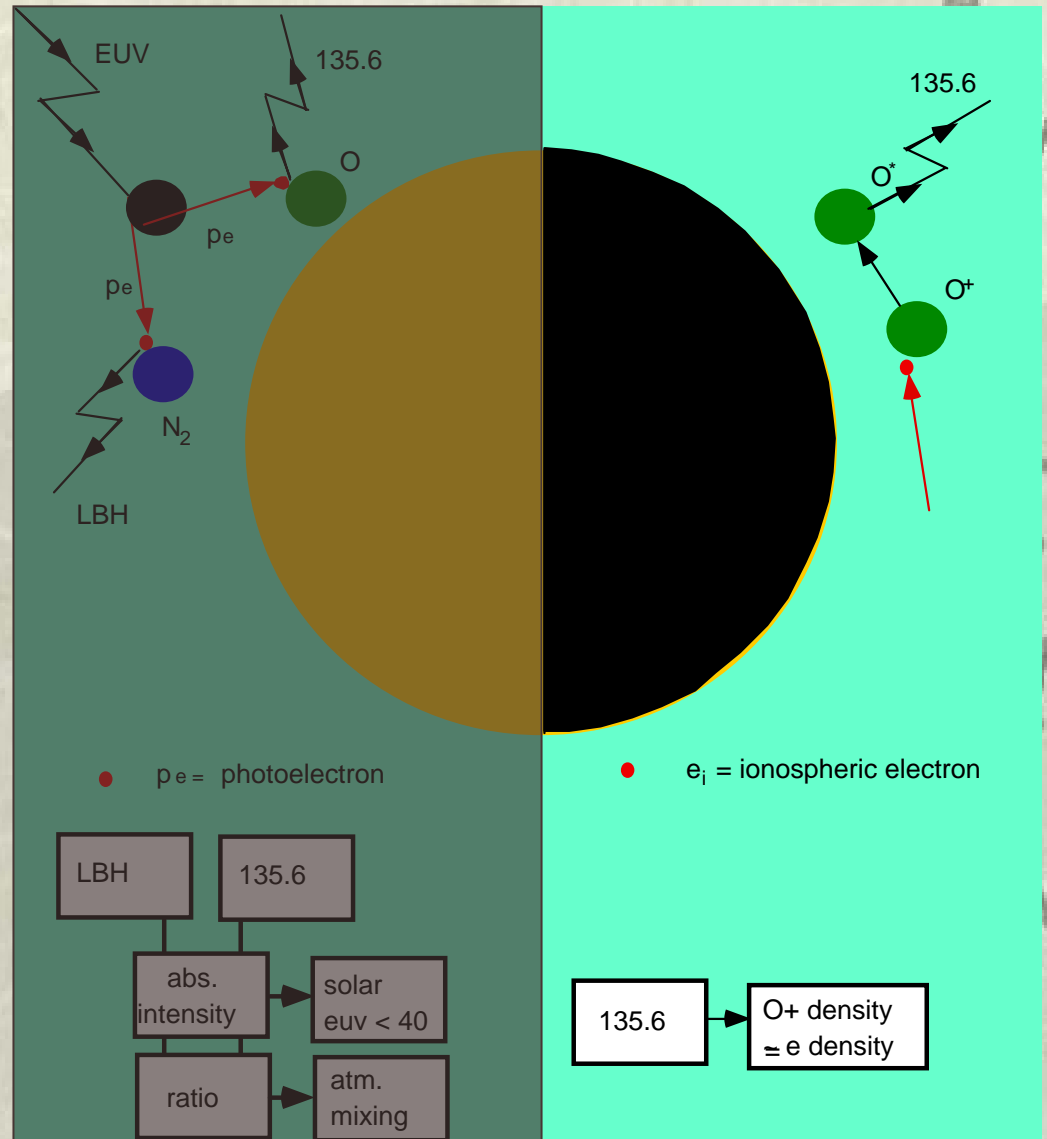 EUV
135.6
O
pe
pe
N2
LBH
pe = photoelectron
LBH
135.6
abs.
intensity
solar
euv < 40
ratio
atm.
mixing
135.6
O*
O+
ei = ionospheric electron
135.6
O+ density
≃ e density